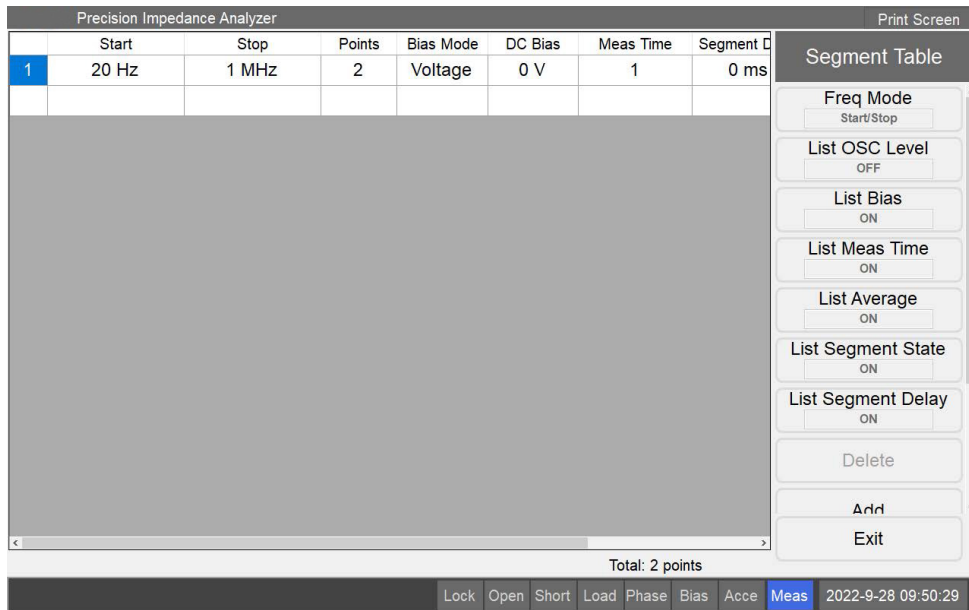 Precision Impedance Analyzer Print Screen
Start Stop Points Bias Mode DC Bias Meas Time Segment D
1 20 Hz 1 MHz 2 Voltage 0 V 1 0 ms
Segment Table
Freq Mode
Start/Stop
List OSC Level
OFF
List Bias
ON
List Meas Time
ON
List Average
ON
List Segment State
ON
List Segment Delay
ON
Delete
Add
Exit
Total: 2 points
Lock Open Short Load Phase Bias Acce Meas 2022-9-28 09:50:29